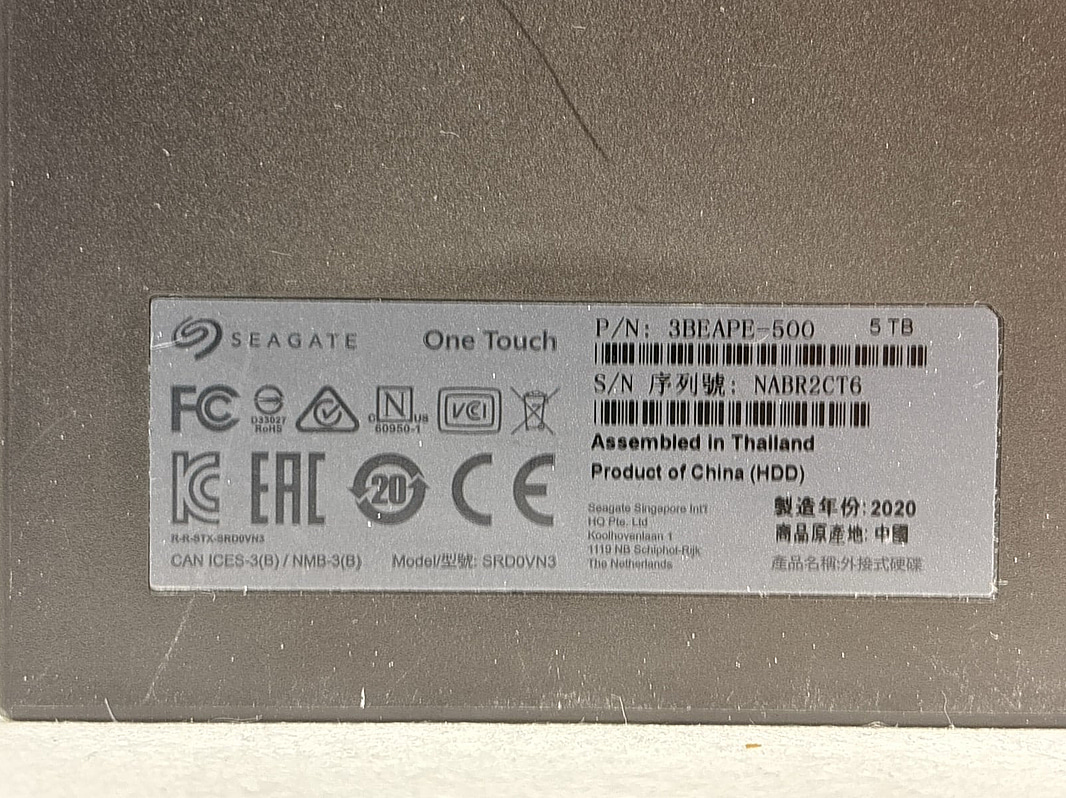 SEAGATE One Touch
FC D33027 RoHS C N US 60950-1 VCCI
KC EAC 20 CE
R-R-STX-SRD0VN3
CAN ICES-3(B) / NMB-3(B) Model/型號: SRD0VN3
P/N: 3BEAPE-500 5 TB
S/N 序列號: NABR2CT6
Assembled in Thailand
Product of China (HDD)
Seagate Singapore Int'l
HQ Pte. Ltd
Koolhovenlaan 1
1119 NB Schiphol-Rijk
The Netherlands
製造年份: 2020
商品原產地: 中國
產品名稱:外接式硬碟